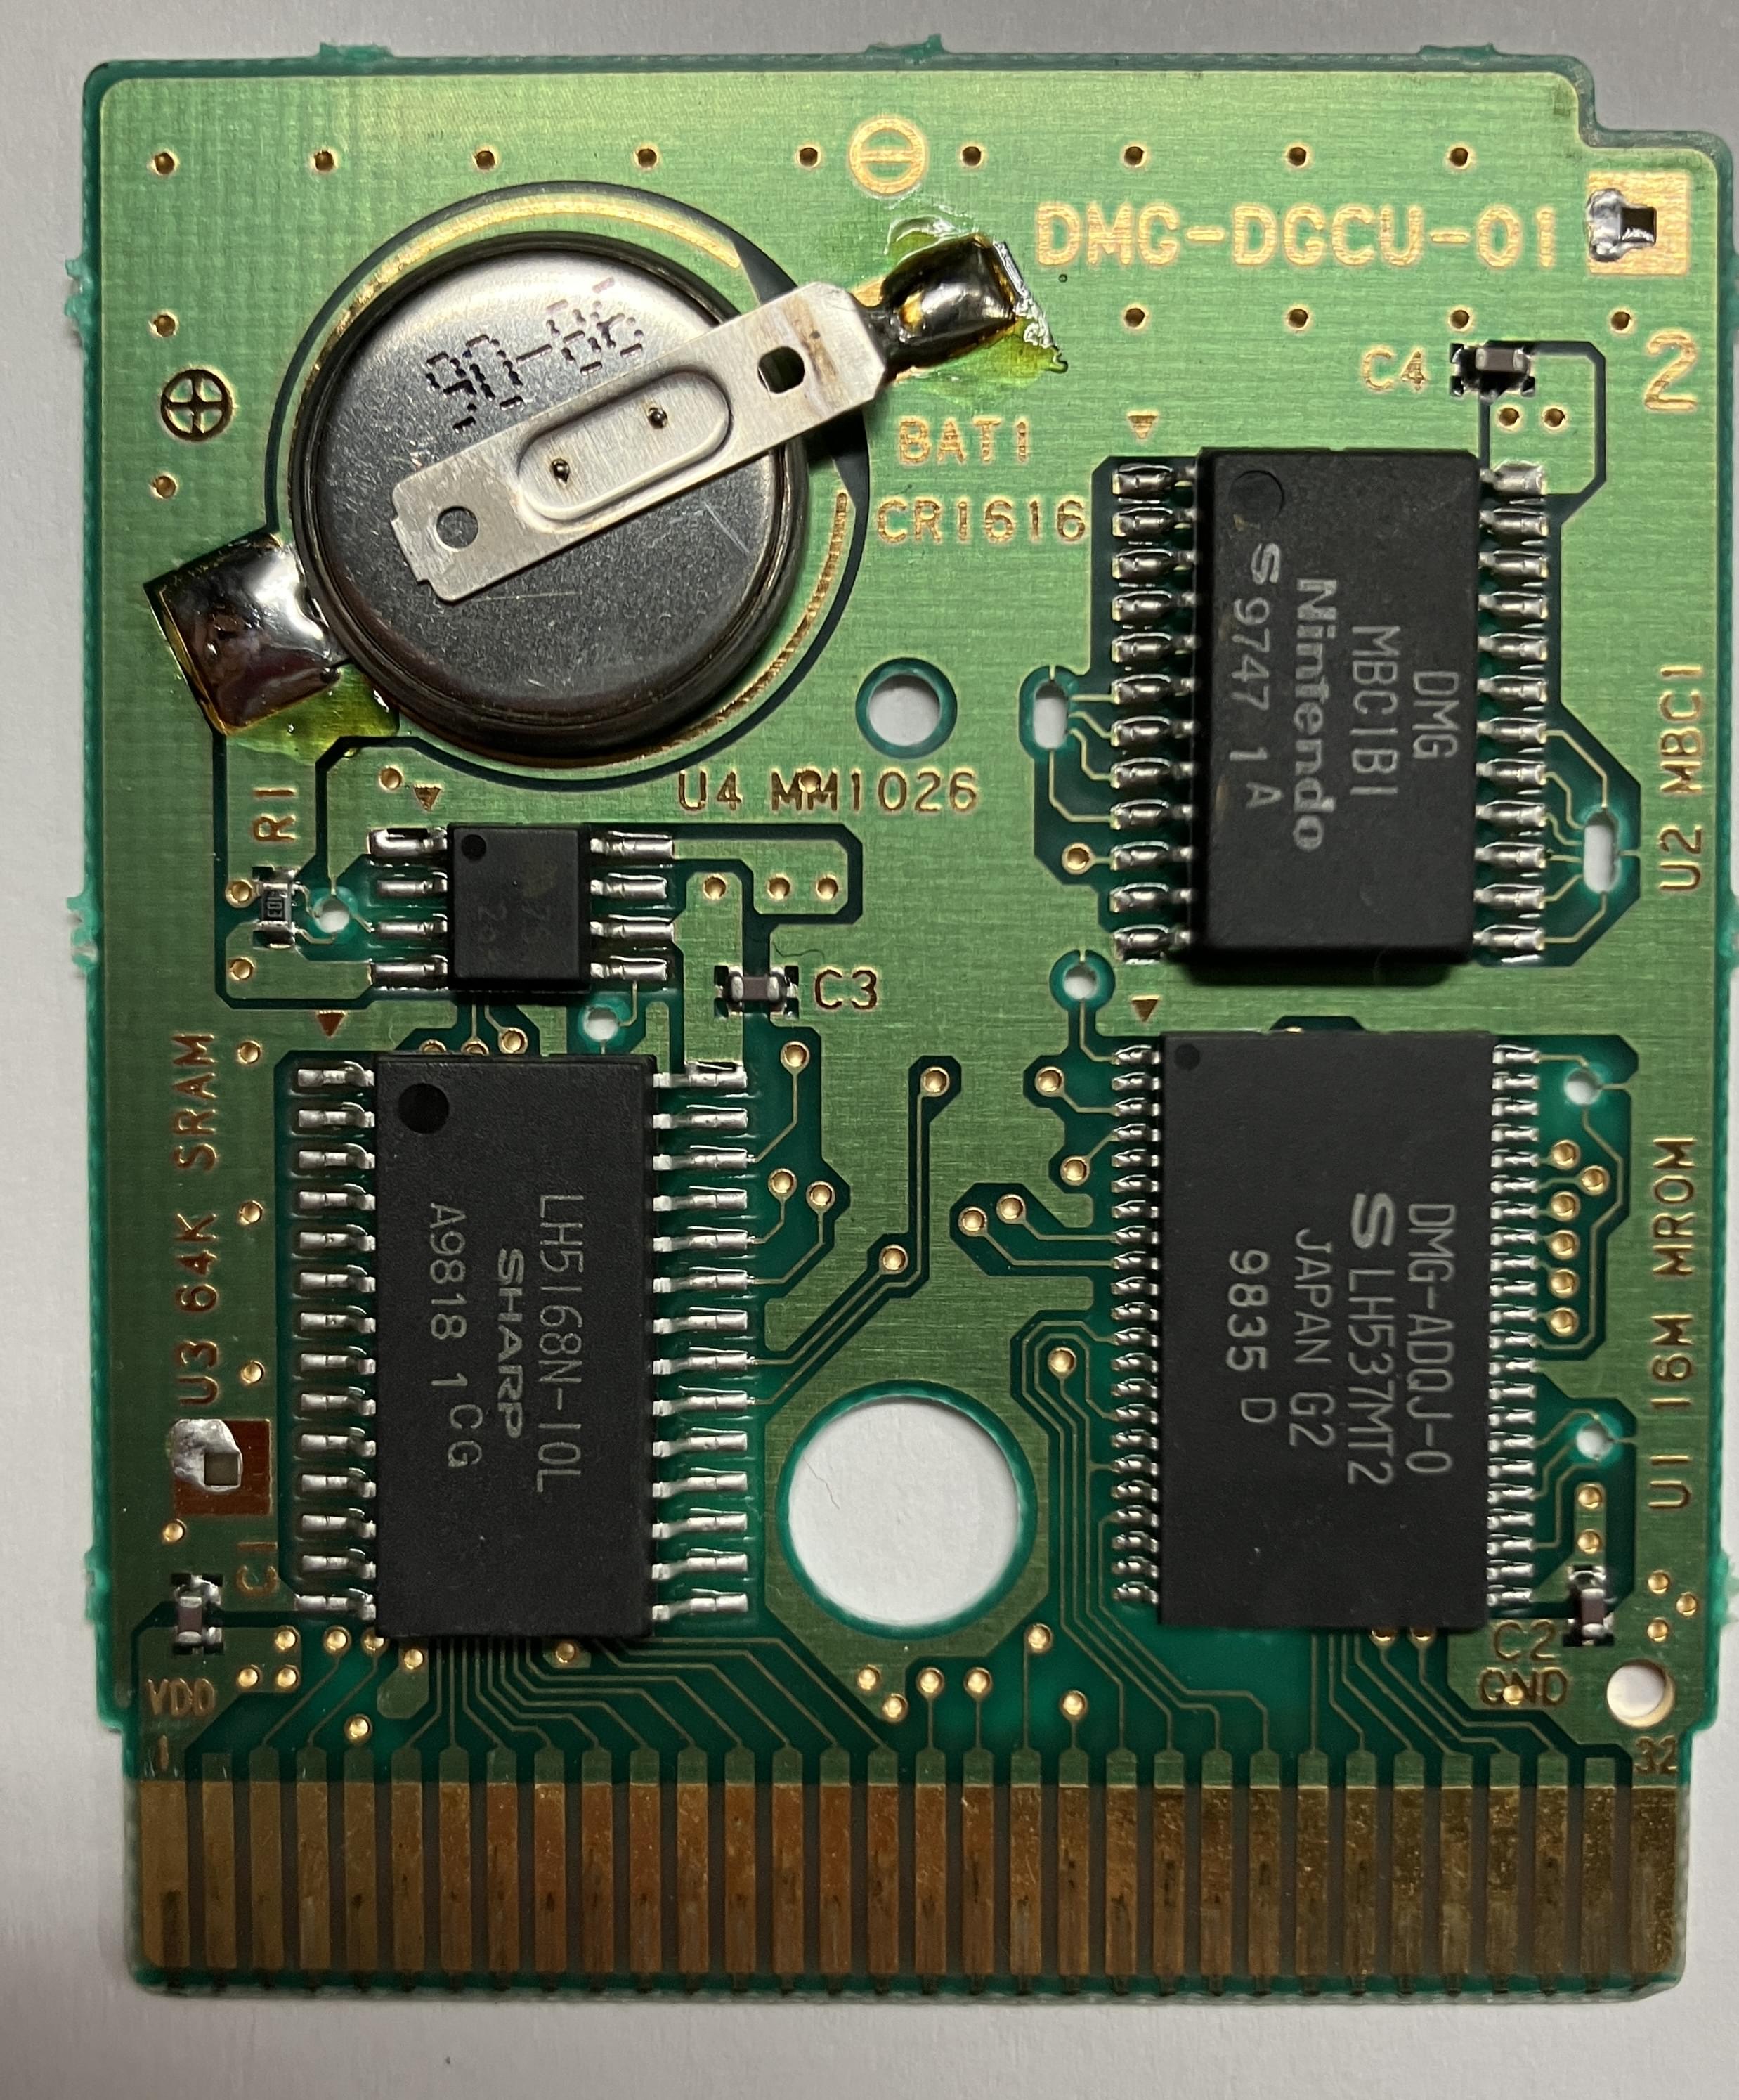 DMG-DGCU-01
2
C4
90-86
BAT1
CR1616
DMG
MBC1B1
Nintendo
S 9747 1 A
U2 MBC1
U4 MM1026
R1
C3
U3 64K SRAM
LH5168N-10L
SHARP
A9818 1 CG
DMG-ADQJ-0
S LH537MT2
JAPAN G2
9835 D
U1 16M MROM
C1
C2
VDD
GND
1
32